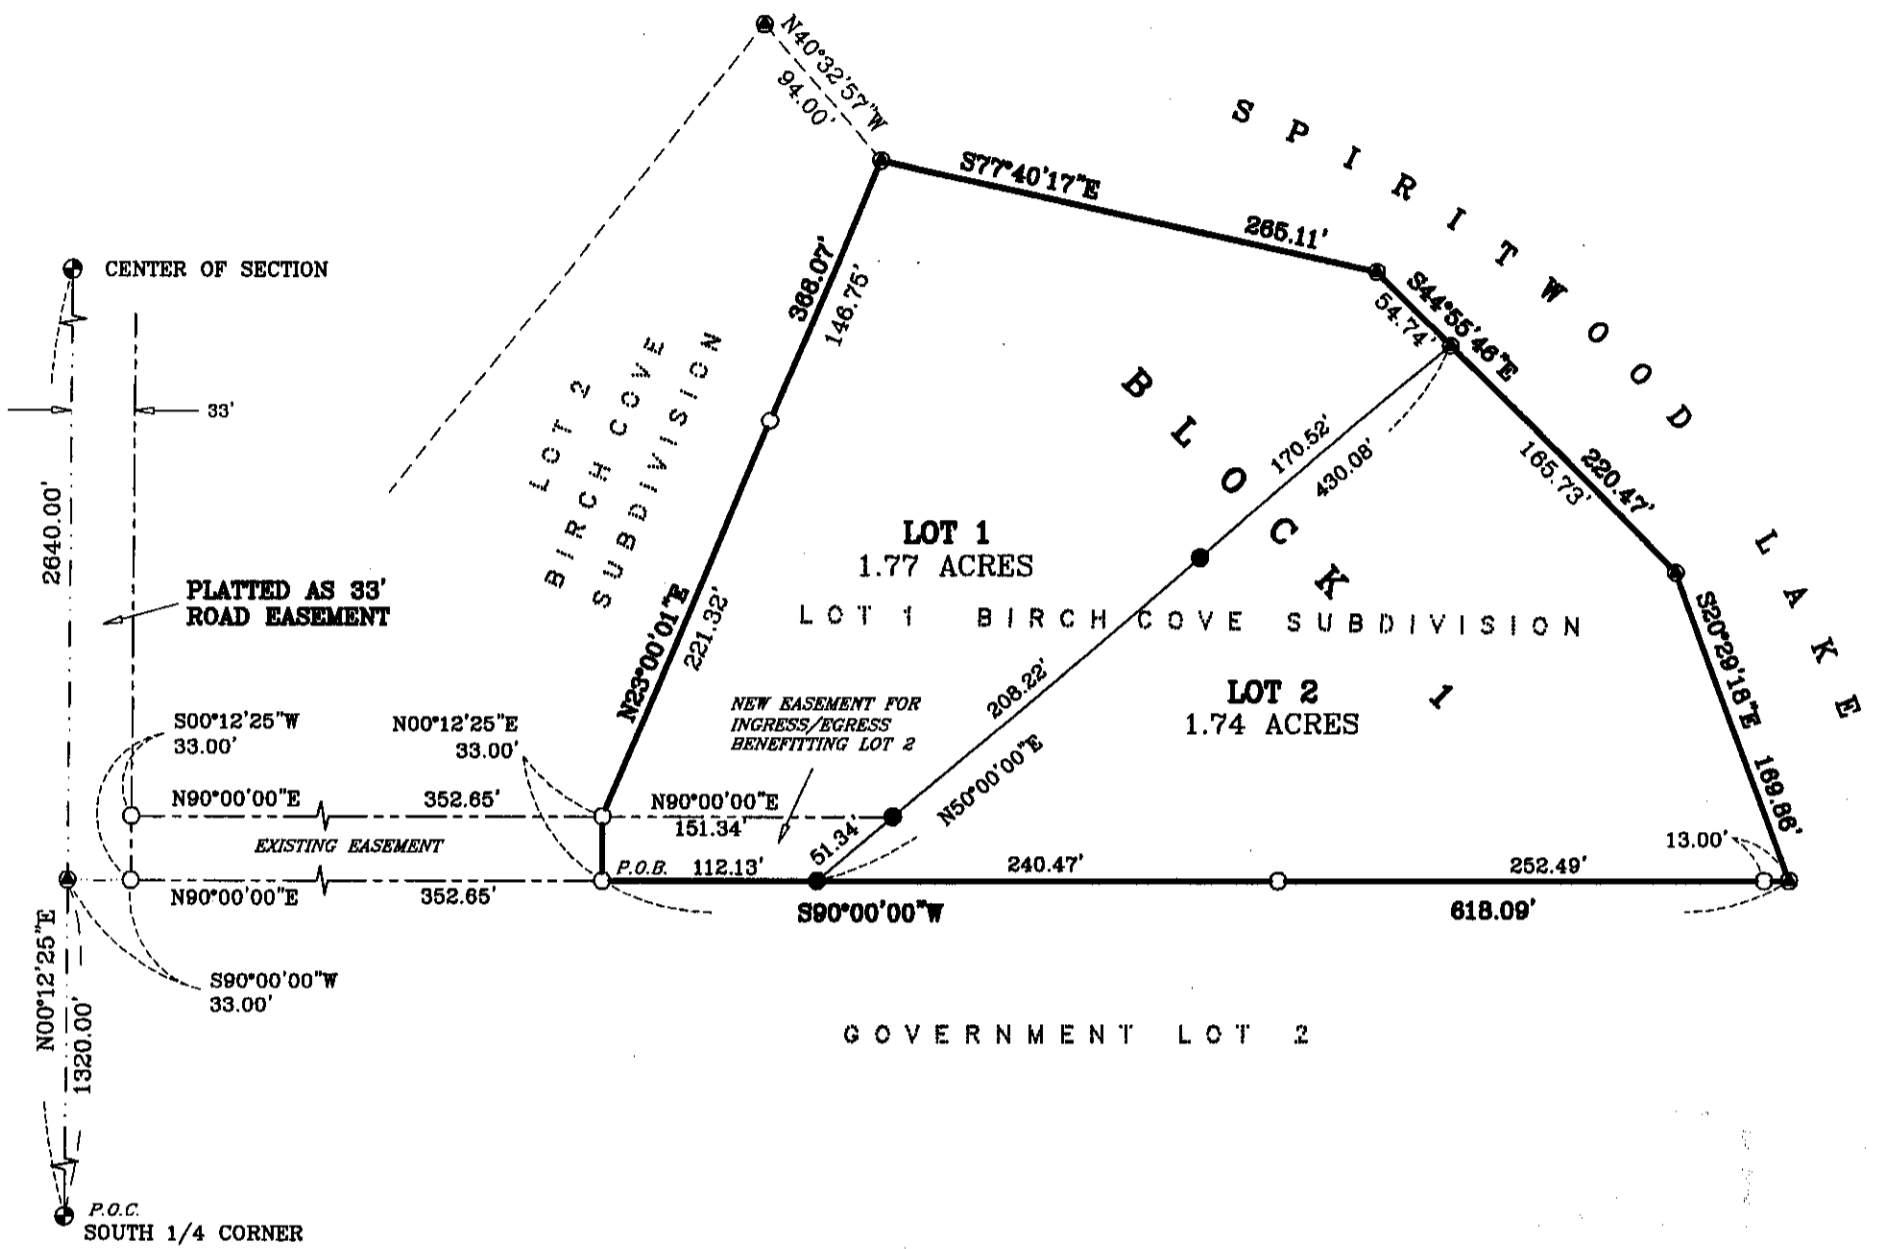 N40°32'57"W
94.00'
SPIRITWOOD LAKE
S77°40'17"E
265.11'
CENTER OF SECTION
33'
368.07'
146.75'
S44°55'46"E
54.74'
LOT 2
BIRCH COVE
SUBDIVISION
BLOCK 1
170.52'
430.08'
220.47'
165.73'
2640.00'
LOT 1
1.77 ACRES
PLATTED AS 33'
ROAD EASEMENT
N23°00'01"E
221.32'
LOT 1 BIRCH COVE SUBDIVISION
S20°29'18"E
169.86'
208.22'
LOT 2
1.74 ACRES
S00°12'25"W
33.00'
N00°12'25"E
33.00'
NEW EASEMENT FOR
INGRESS/EGRESS
BENEFITTING LOT 2
N50°00'00"E
N90°00'00"E
352.65'
N90°00'00"E
151.34'
51.34'
EXISTING EASEMENT
13.00'
P.O.B.
112.13'
240.47'
252.49'
N90°00'00"E
352.65'
S90°00'00"W
618.09'
N00°12'25"E
1320.00'
S90°00'00"W
33.00'
GOVERNMENT LOT 2
P.O.C.
SOUTH 1/4 CORNER